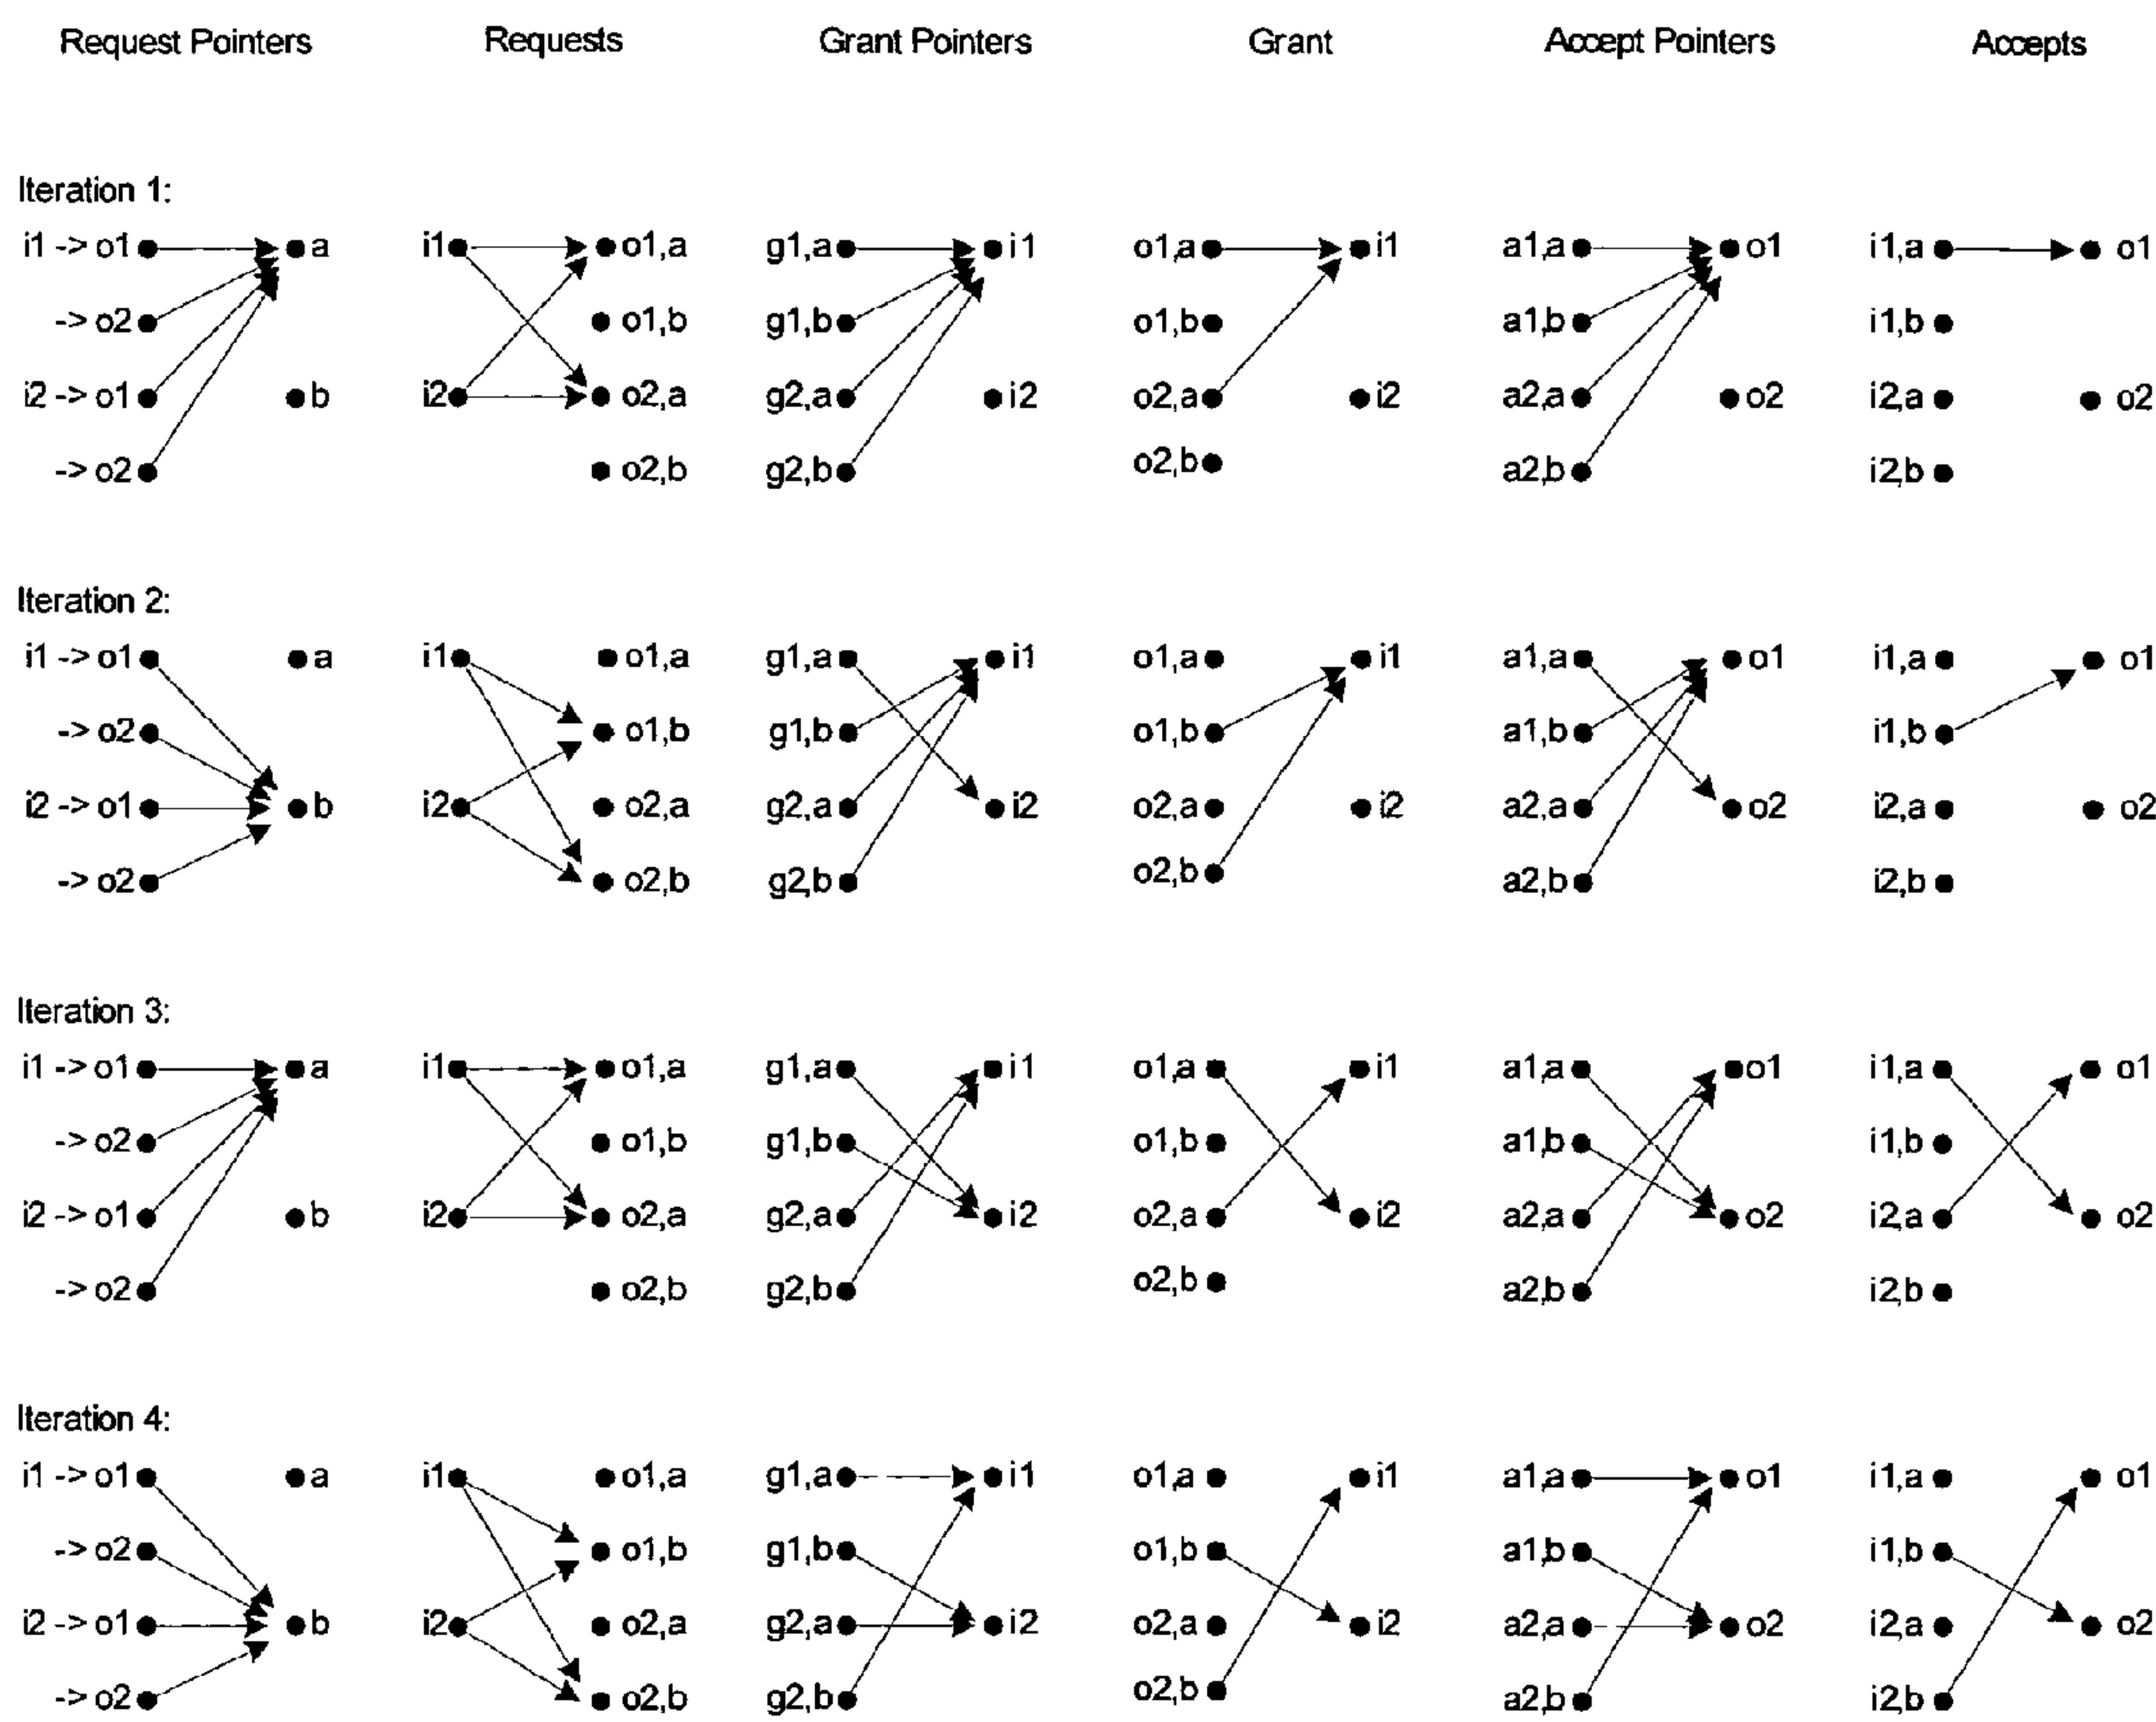 Request Pointers Requests Grant Pointers Grant Accept Pointers Accepts
Iteration 1:
i1 -> o1 a i1 o1,a g1,a i1 o1,a i1 a1,a o1 i1,a o1
-> o2 o1,b g1,b o1,b a1,b i1,b
i2 -> o1 b i2 o2,a g2,a i2 o2,a i2 a2,a o2 i2,a o2
-> o2 o2,b g2,b o2,b a2,b i2,b
Iteration 2:
i1 -> o1 a i1 o1,a g1,a i1 o1,a i1 a1,a o1 i1,a o1
-> o2 o1,b g1,b o1,b a1,b i1,b
i2 -> o1 b i2 o2,a g2,a i2 o2,a i2 a2,a o2 i2,a o2
-> o2 o2,b g2,b o2,b a2,b i2,b
Iteration 3:
i1 -> o1 a i1 o1,a g1,a i1 o1,a i1 a1,a o1 i1,a o1
-> o2 o1,b g1,b o1,b a1,b i1,b
i2 -> o1 b i2 o2,a g2,a i2 o2,a i2 a2,a o2 i2,a o2
-> o2 o2,b g2,b o2,b a2,b i2,b
Iteration 4:
i1 -> o1 a i1 o1,a g1,a i1 o1,a i1 a1,a o1 i1,a o1
-> o2 o1,b g1,b o1,b a1,b i1,b
i2 -> o1 b i2 o2,a g2,a i2 o2,a i2 a2,a o2 i2,a o2
-> o2 o2,b g2,b o2,b a2,b i2,b